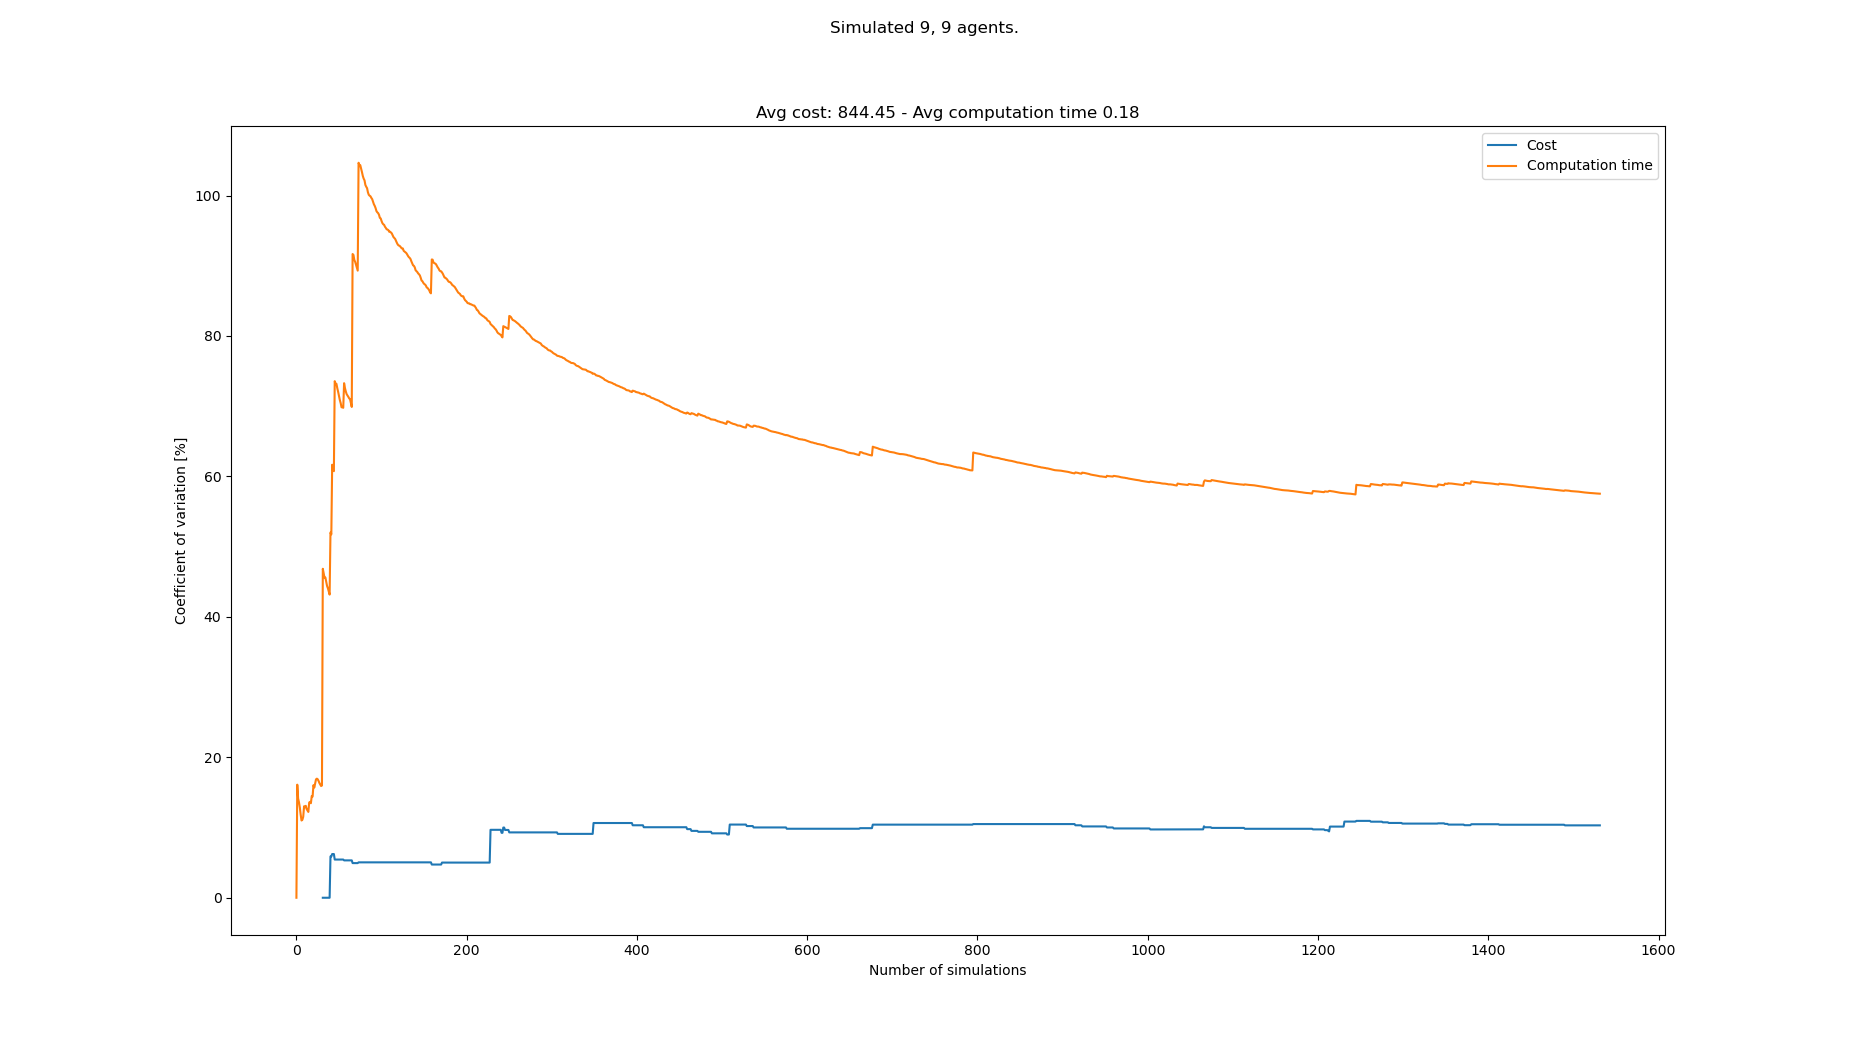 Simulated 9, 9 agents.
Avg cost: 844.45 - Avg computation time 0.18
Cost
Computation time
Coefficient of variation [%]
100
80
60
40
20
0
0 200 400 600 800 1000 1200 1400 1600
Number of simulations